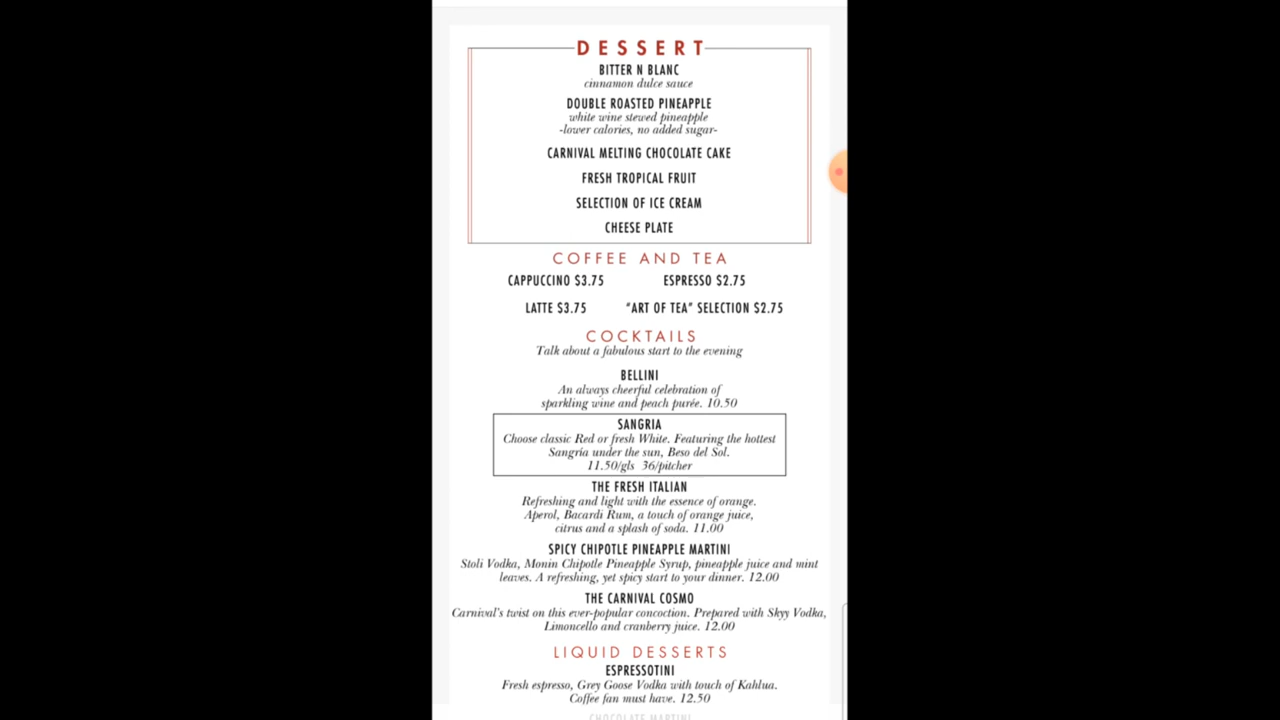 DESSERT
BITTER N BLANC
cinnamon dulce sauce
DOUBLE ROASTED PINEAPPLE
white wine stewed pineapple
-lower calories, no added sugar-
CARNIVAL MELTING CHOCOLATE CAKE
FRESH TROPICAL FRUIT
SELECTION OF ICE CREAM
CHEESE PLATE
COFFEE AND TEA
CAPPUCCINO $3.75 ESPRESSO $2.75
LATTE $3.75 “ART OF TEA” SELECTION $2.75
COCKTAILS
Talk about a fabulous start to the evening
BELLINI
An always cheerful celebration of
sparkling wine and peach purée. 10.50
SANGRIA
Choose classic Red or fresh White. Featuring the hottest
Sangria under the sun, Beso del Sol.
11.50/gls 36/pitcher
THE FRESH ITALIAN
Refreshing and light with the essence of orange.
Aperol, Bacardi Rum, a touch of orange juice,
citrus and a splash of soda. 11.00
SPICY CHIPOTLE PINEAPPLE MARTINI
Stoli Vodka, Monin Chipotle Pineapple Syrup, pineapple juice and mint
leaves. A refreshing, yet spicy start to your dinner. 12.00
THE CARNIVAL COSMO
Carnival's twist on this ever-popular concoction. Prepared with Skyy Vodka,
Limoncello and cranberry juice. 12.00
LIQUID DESSERTS
ESPRESSOTINI
Fresh espresso, Grey Goose Vodka with touch of Kahlua.
Coffee fan must have. 12.50
CHOCOLATE MARTINI